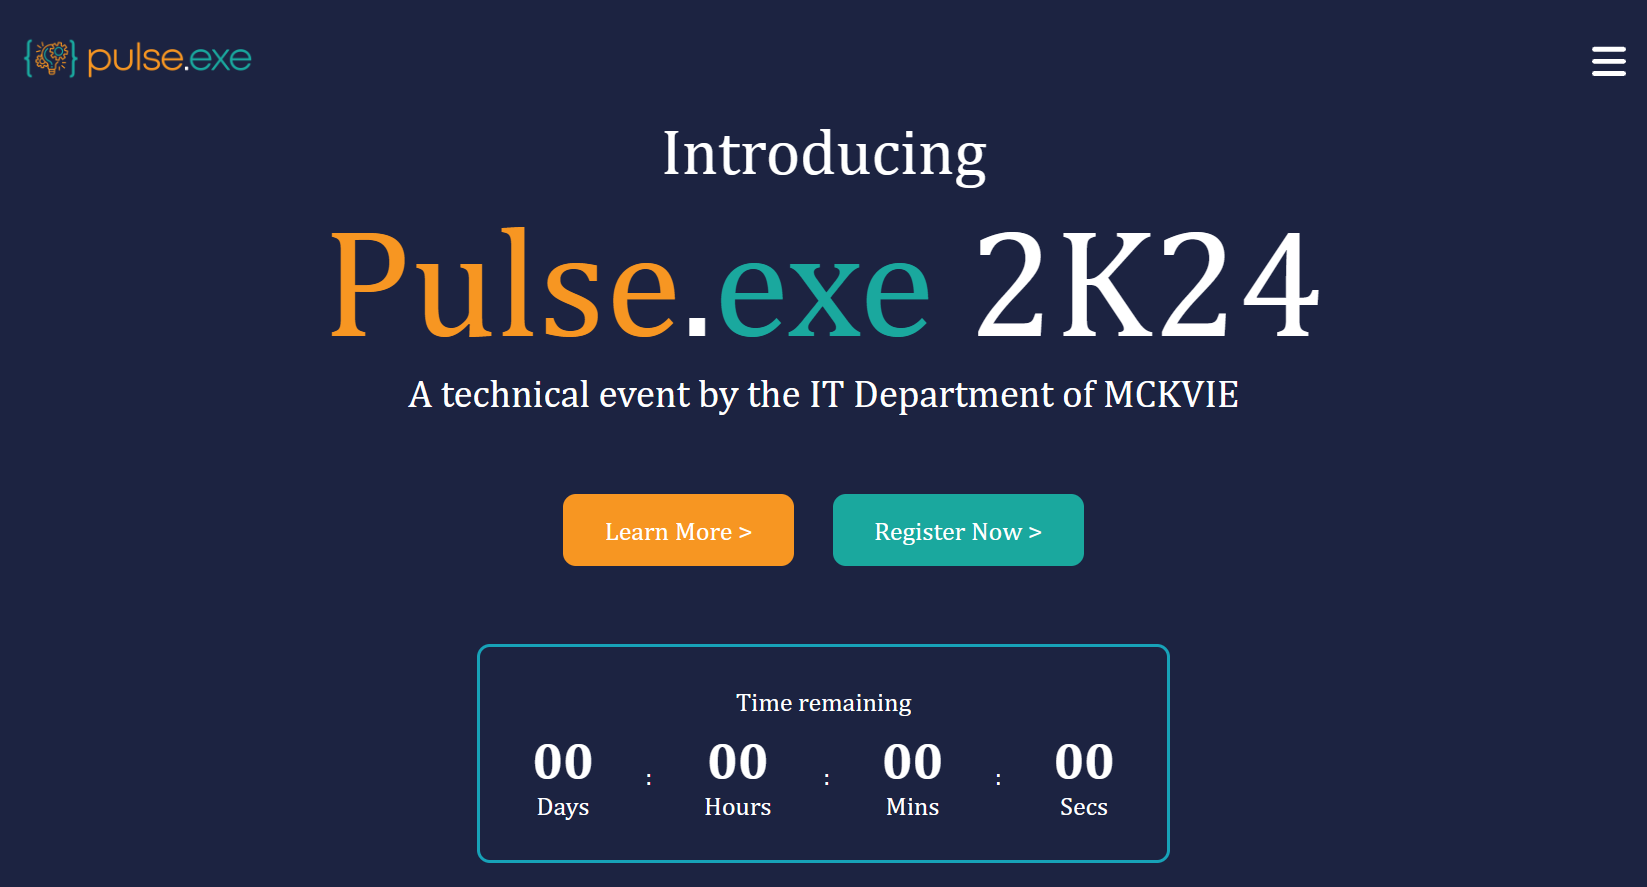 pulse.exe
Introducing
Pulse.exe 2K24
A technical event by the IT Department of MCKVIE
Learn More > Register Now >
Time remaining
00 : 00 : 00 : 00
Days Hours Mins Secs